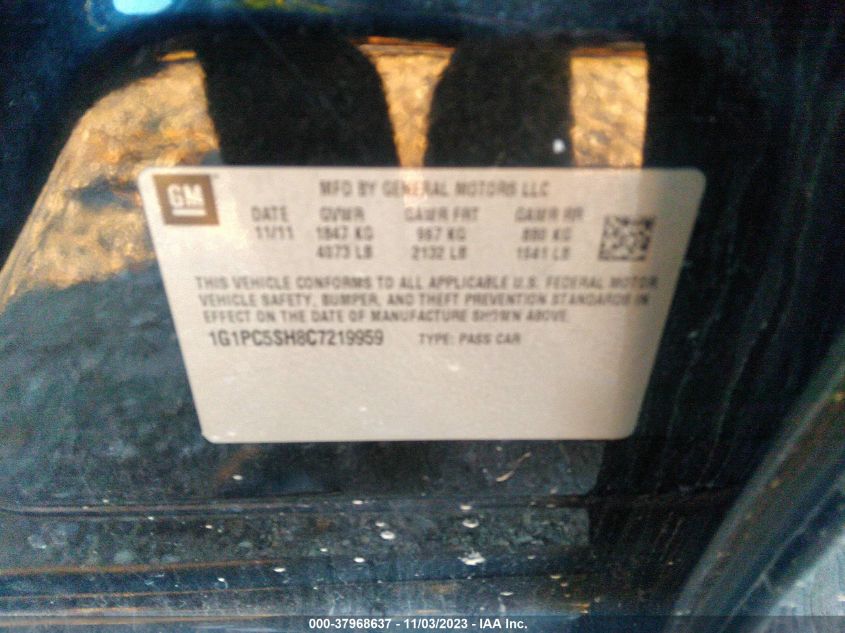 GM
MFD BY GENERAL MOTORS LLC
DATE GVWR GAWR FRT GAWR RR
11/11 1847 KG 967 KG KG
4073 LB 2132 LB LB
THIS VEHICLE CONFORMS TO ALL APPLICABLE U.S. FEDERAL MOTOR
VEHICLE SAFETY, BUMPER, AND THEFT PREVENTION STANDARDS IN
EFFECT ON THE DATE OF MANUFACTURE SHOWN ABOVE.
1G1PC5SH8C7219959 TYPE: PASS CAR
000-37968637 - 11/03/2023 - IAA Inc.